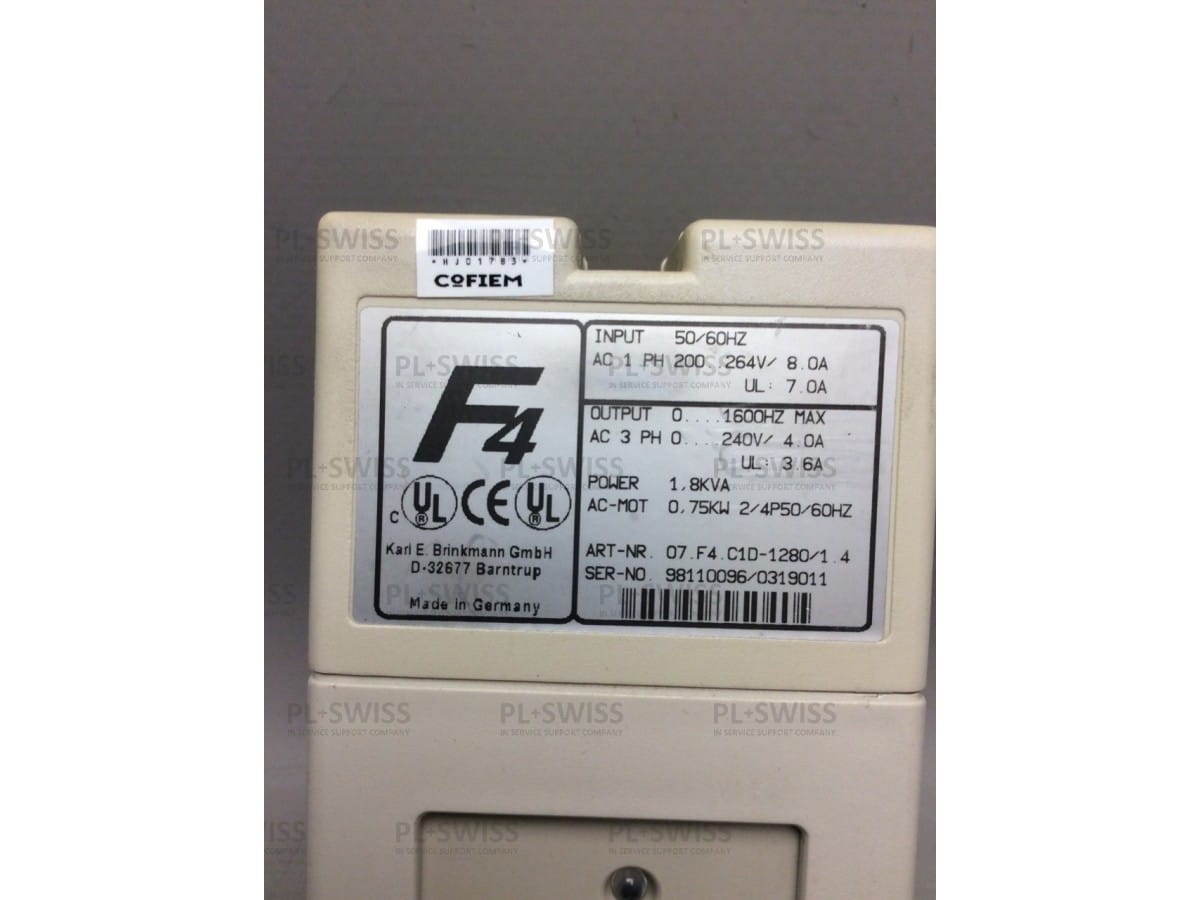 *HJ01783*
COFIEM
F4
C UL® CE UL®
Karl E. Brinkmann GmbH
D-32677 Barntrup
Made in Germany
INPUT 50/60HZ
AC 1 PH 200...264V/ 8.0A
UL: 7.0A
OUTPUT 0....1600HZ MAX
AC 3 PH 0....240V/ 4.0A
UL: 3.6A
POWER 1,8KVA
AC-MOT 0,75KW 2/4P50/60HZ
ART-NR. 07.F4.C1D-1280/1.4
SER-NO. 98110096/0319011
PL+SWISS
IN SERVICE SUPPORT COMPANY